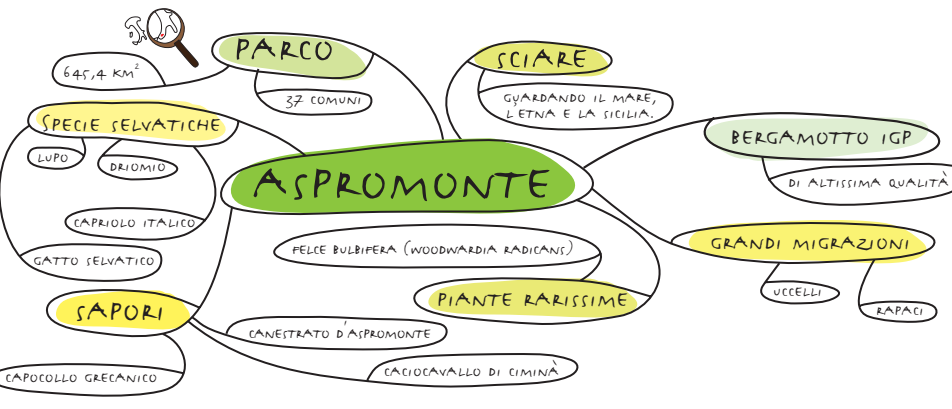 PARCO
645,4 KM²
37 COMUNI
SCIARE
GUARDANDO IL MARE,
L'ETNA E LA SICILIA.
SPECIE SELVATICHE
LUPO
DRIOMIO
CAPRIOLO ITALICO
GATTO SELVATICO
ASPROMONTE
BERGAMOTTO IGP
DI ALTISSIMA QUALITÀ
FELCE BULBIFERA (WOODWARDIA RADICANS)
PIANTE RARISSIME
GRANDI MIGRAZIONI
UCCELLI
RAPACI
SAPORI
CANESTRATO D'ASPROMONTE
CACIOCAVALLO DI CIMINÀ
CAPOCOLLO GRECANICO